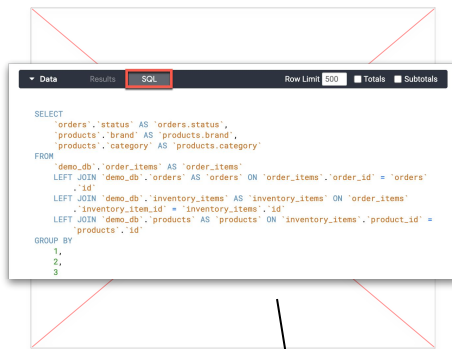 Data Results SQL Row Limit 500 Totals Subtotals
SELECT
`orders`.`status` AS `orders.status`,
`products`.`brand` AS `products.brand`,
`products`.`category` AS `products.category`
FROM
`demo_db`.`order_items` AS `order_items`
LEFT JOIN `demo_db`.`orders` AS `orders` ON `order_items`.`order_id` = `orders`
.`id`
LEFT JOIN `demo_db`.`inventory_items` AS `inventory_items` ON `order_items`
.`inventory_item_id` = `inventory_items`.`id`
LEFT JOIN `demo_db`.`products` AS `products` ON `inventory_items`.`product_id` =
`products`.`id`
GROUP BY
1,
2,
3